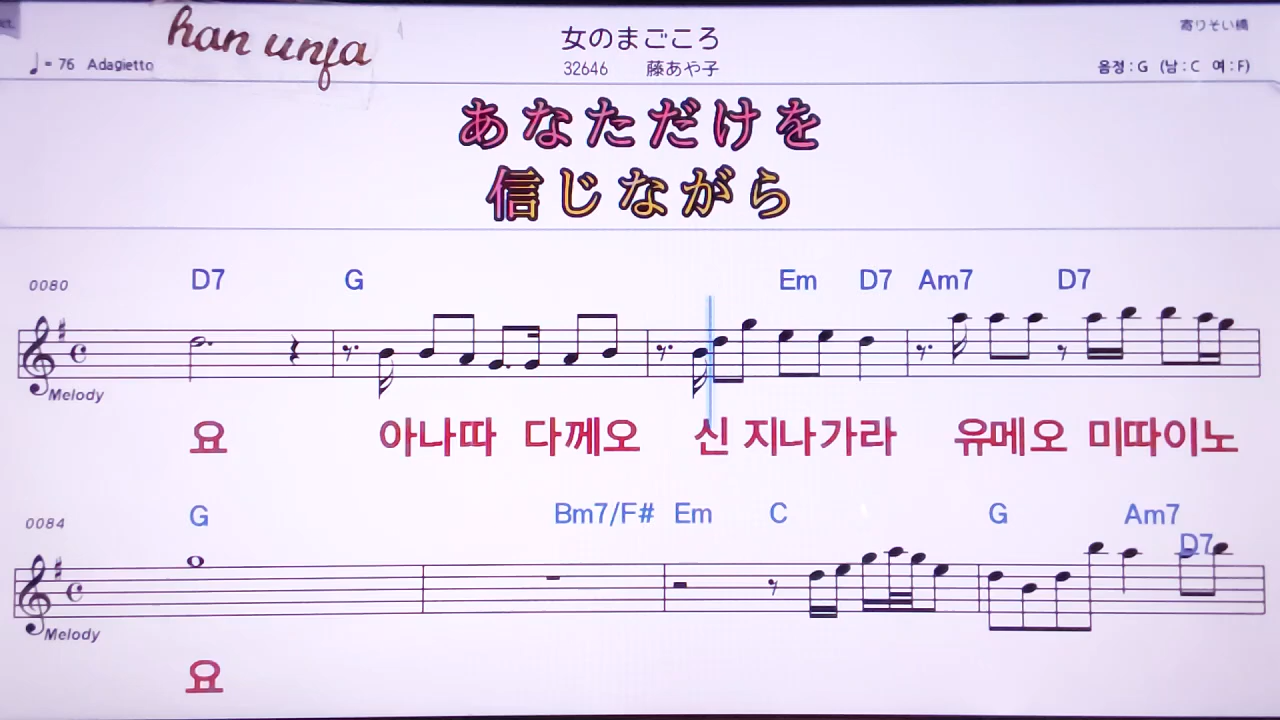 han unja
女のまごころ
寄りそい橋
= 76 Adagietto
32646 藤あや子
음정 : G (남 : C 여 : F)
あなただけを
信じながら
0080 D7 G Em D7 Am7 D7
Melody
요 아나따 다께오 신 지나가라 유메오 미따이노
0084 G Bm7/F# Em C G Am7 D7
Melody
요